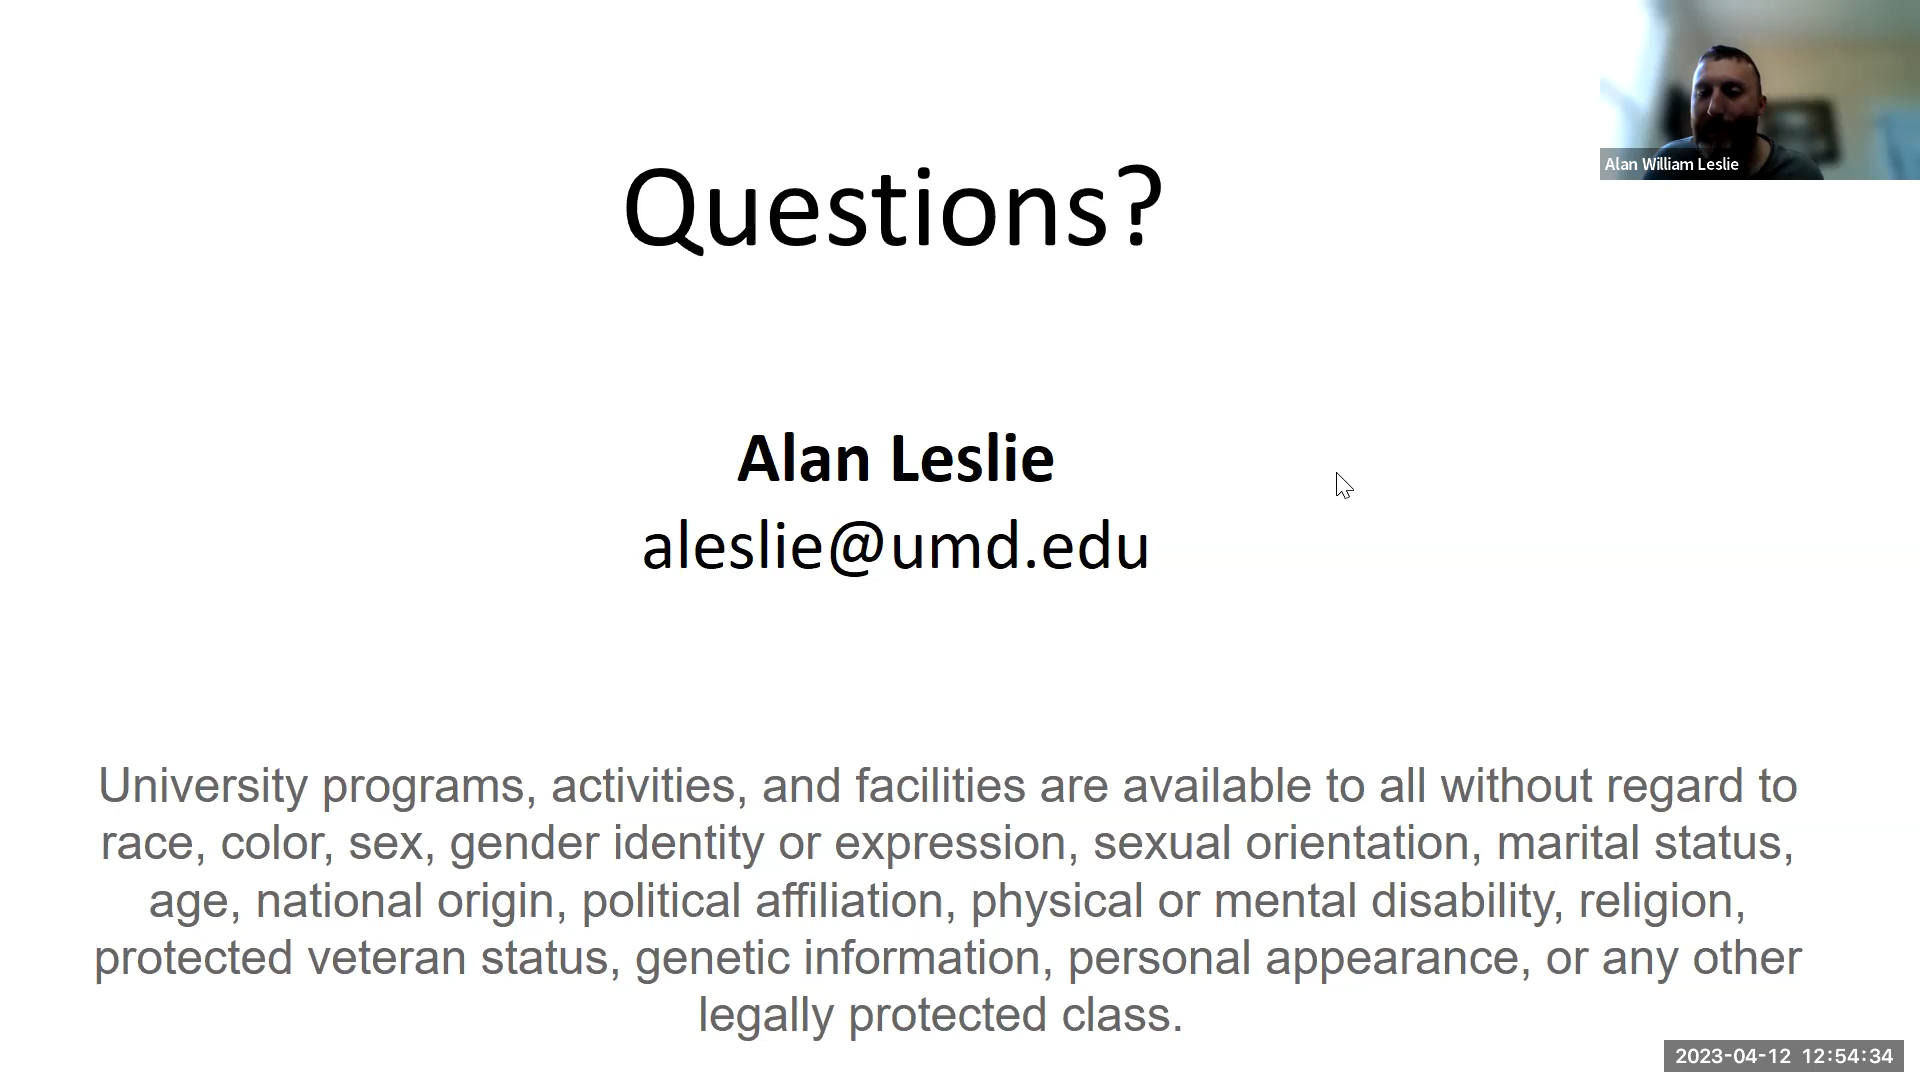 Questions?
Alan William Leslie
Alan Leslie
aleslie@umd.edu
University programs, activities, and facilities are available to all without regard to
race, color, sex, gender identity or expression, sexual orientation, marital status,
age, national origin, political affiliation, physical or mental disability, religion,
protected veteran status, genetic information, personal appearance, or any other
legally protected class.
2023-04-12 12:54:34